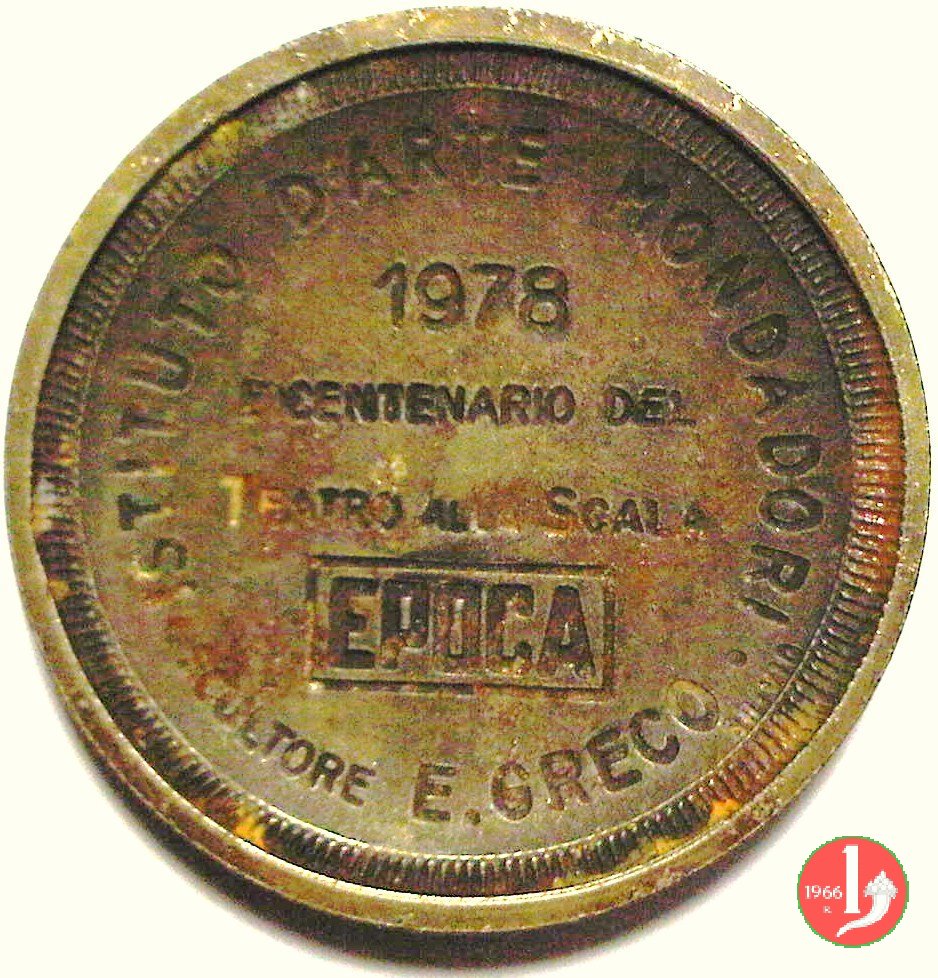 ISTITUTO D'ARTE MONDADORI
1978
BICENTENARIO DEL
TEATRO ALLA SCALA
EPOCA
SCULTORE E. GRECO
1966
R.